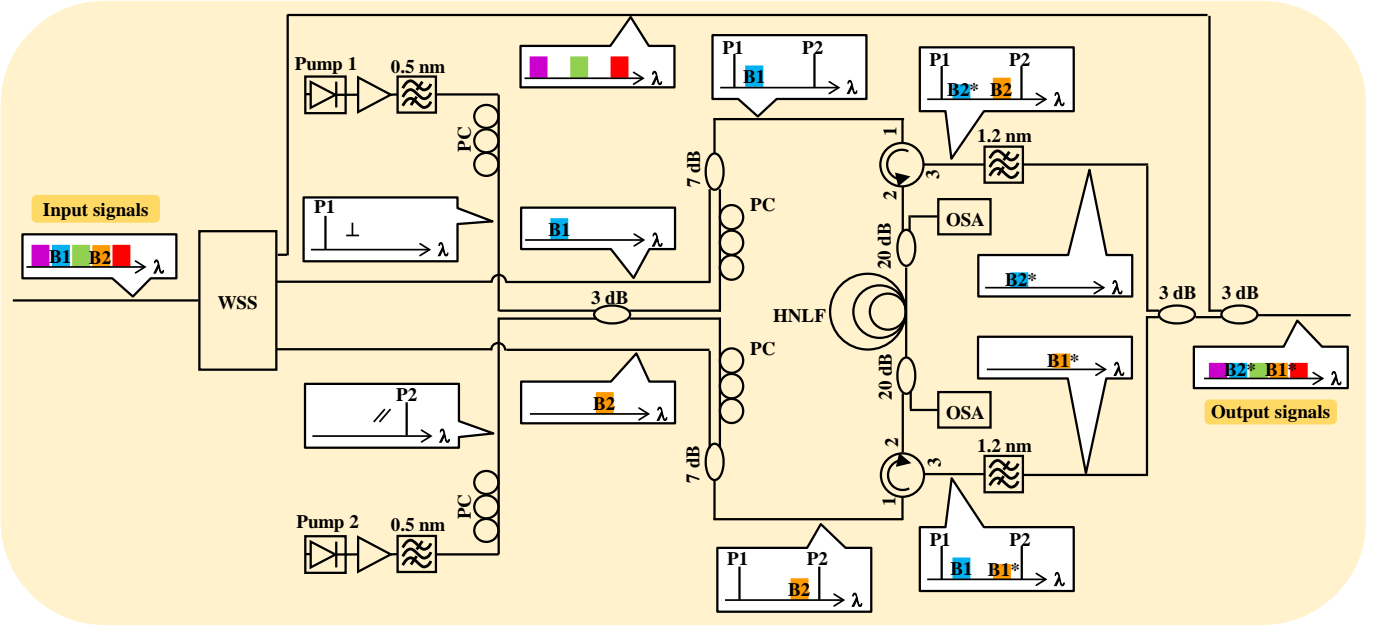 Pump 1
0.5 nm
PC
λ
P1
P2
B1
λ
P1
P2
B2*
B2
λ
1.2 nm
1
2
3
7 dB
PC
Input signals
B1
B2
λ
P1
⊥
λ
B1
λ
OSA
20 dB
B2*
λ
WSS
3 dB
HNLF
3 dB
3 dB
PC
B1*
λ
B2*
B1*
λ
Output signals
P2
//
λ
B2
λ
20 dB
OSA
7 dB
2
3
1
1.2 nm
PC
Pump 2
0.5 nm
P1
P2
B2
λ
P1
P2
B1
B1*
λ